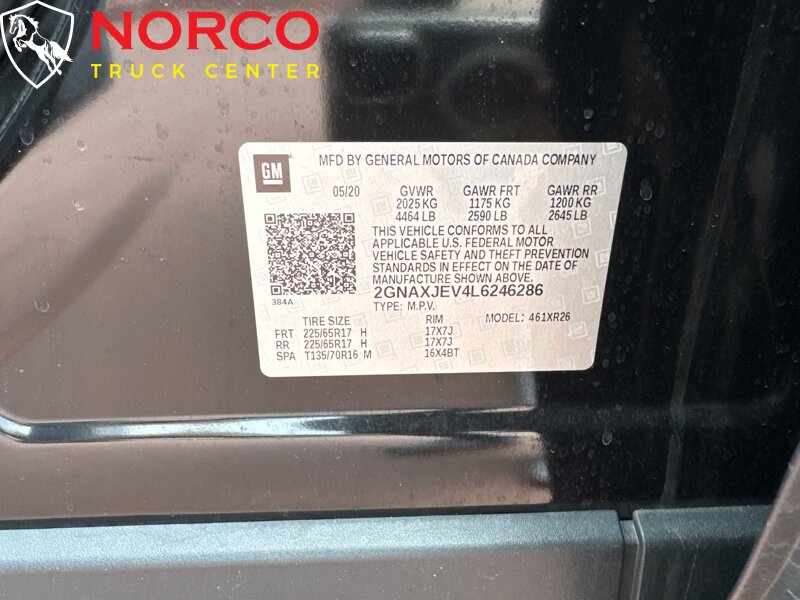 NORCO
TRUCK CENTER
GM
MFD BY GENERAL MOTORS OF CANADA COMPANY
05/20 GVWR GAWR FRT GAWR RR
2025 KG 1175 KG 1200 KG
4464 LB 2590 LB 2645 LB
THIS VEHICLE CONFORMS TO ALL
APPLICABLE U.S. FEDERAL MOTOR
VEHICLE SAFETY AND THEFT PREVENTION
STANDARDS IN EFFECT ON THE DATE OF
MANUFACTURE SHOWN ABOVE.
384A 2GNAXJEV4L6246286
TYPE: M.P.V.
TIRE SIZE RIM MODEL: 461XR26
FRT 225/65R17 H 17X7J
RR 225/65R17 H 17X7J
SPA T135/70R16 M 16X4BT